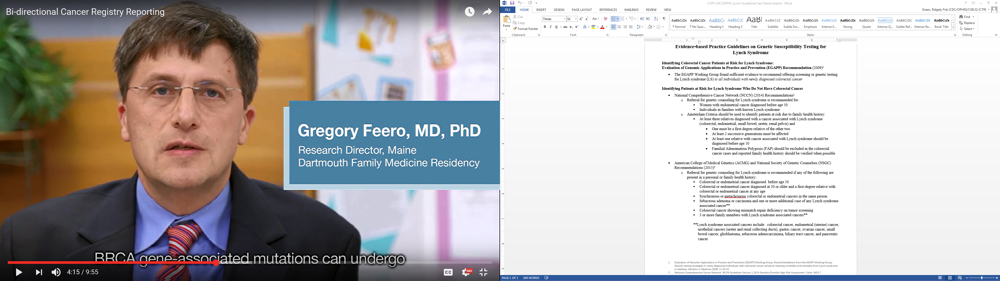 Bi-directional Cancer Registry Reporting
Gregory Feero, MD, PhD
Research Director, Maine
Dartmouth Family Medicine Residency
BRCA gene-associated mutations can undergo
4:15 / 9:55
CC
HD
COPY_NCCDPHP_Lynch Guidelines Fact Sheet.cleared - Word
FILE HOME INSERT DESIGN PAGE LAYOUT REFERENCES MAILINGS REVIEW VIEW
Green, Ridgely Fisk (CDC/OPHSS/CSELS) (CTR)
Paste
Cut
Copy
Format Painter
Clipboard
Times 11
Font
Paragraph
AaBbCcDc AaBbCcDc AaBbCc AaBbCcD AaBl AaBbCcD AaBbCcDt AaBbCcDt AaBbCcDt AaBbCcDc AaBbCcDt AaBbCcDt AABBCCDE AABBCCDE AaBbCcDt
¶ Normal ¶ No Spac... Heading 1 Heading 2 Title Subtitle Subtle Em... Emphasis Intense E... Strong Quote Intense Q... Subtle Ref... Intense Re... Book Title
Styles
Find
Replace
Select
Editing
Evidence-based Practice Guidelines on Genetic Susceptibility Testing for
Lynch Syndrome
Identifying Colorectal Cancer Patients at Risk for Lynch Syndrome:
Evaluation of Genomic Applications in Practice and Prevention (EGAPP) Recommendation (2009)¹
• The EGAPP Working Group found sufficient evidence to recommend offering screening or genetic testing
for Lynch syndrome (LS) to all individuals with newly diagnosed colorectal cancer
Identifying Patients at Risk for Lynch Syndrome Who Do Not Have Colorectal Cancer
• National Comprehensive Cancer Network (NCCN) (2014) Recommendations²
o Referral for genetic counseling for Lynch syndrome is recommended for:
▪ Women with endometrial cancer diagnosed before age 50
▪ Individuals in families with known Lynch syndrome
o Amsterdam Criteria should be used to identify patients at risk due to family health history:
▪ At least three relatives diagnosed with a cancer associated with Lynch syndrome
(colorectal, endometrial, small bowel, ureter, renal-pelvis) and
• One must be a first-degree relative of the other two
• At least 2 successive generations must be affected
• At least one relative with cancer associated with Lynch syndrome should be
diagnosed before age 50
• Familial Adenomatous Polyposis (FAP) should be excluded in the colorectal
cancer cases and reported family health history should be verified when possible
• American College of Medical Genetics (ACMG) and National Society of Genetic Counselors (NSGC)
Recommendations (2015)³
o Referral for genetic counseling for Lynch syndrome is recommended if any of the following are
present in a personal or family health history:
▪ Colorectal or endometrial cancer diagnosed before age 50
▪ Colorectal or endometrial cancer diagnosed at 50 or older and a first-degree relative with
colorectal or endometrial cancer at any age
▪ Synchronous or metachronous colorectal or endometrial cancers in the same person
▪ Sebaceous adenoma or carcinoma and one or more additional case of any Lynch syndrome
associated cancer**
▪ Colorectal cancer showing mismatch repair deficiency on tumor screening
▪ 3 or more family members with Lynch syndrome associated cancers**
**Lynch syndrome associated cancers include: colorectal cancer, endometrial (uterine) cancer,
urothelial cancers (ureter and renal collecting ducts), gastric cancer, ovarian cancer, small
bowel cancer, glioblastoma, sebaceous adenocarcinoma, biliary tract cancer, and pancreatic
cancer
1. Evaluation of Genomic Applications in Practice and Prevention (EGAPP) Working Group. Recommendations from the EGAPP Working Group:
Genetic testing strategies in newly diagnosed individuals with colorectal cancer aimed at reducing morbidity and mortality from Lynch syndrome
in relatives. Genetics in Medicine 2009; 11:35-41.
2. National Comprehensive Cancer Network. NCCN Guidelines Version 2.2014 Genetics/Familial High-Risk Assessment: Colon. MS3-7.
PAGE 1 OF 1 349 WORDS